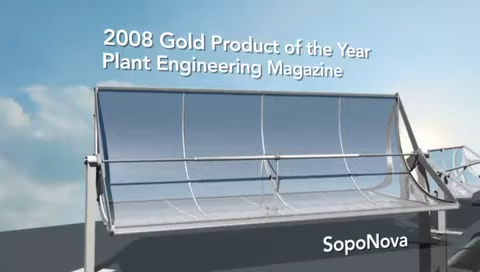 2008 Gold Product of the Year
Plant Engineering Magazine
SopoNova